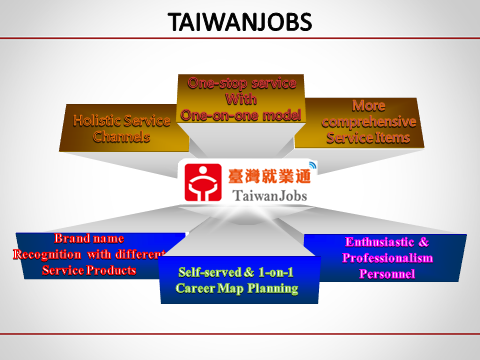 TAIWANJOBS
One-stop service
With
One-on-one model
Holistic Service
Channels
More
comprehensive
Service Items
臺灣就業通
TaiwanJobs
Brand name
Recognition with different
Service Products
Self-served & 1-on-1
Career Map Planning
Enthusiastic &
Professionalism
Personnel